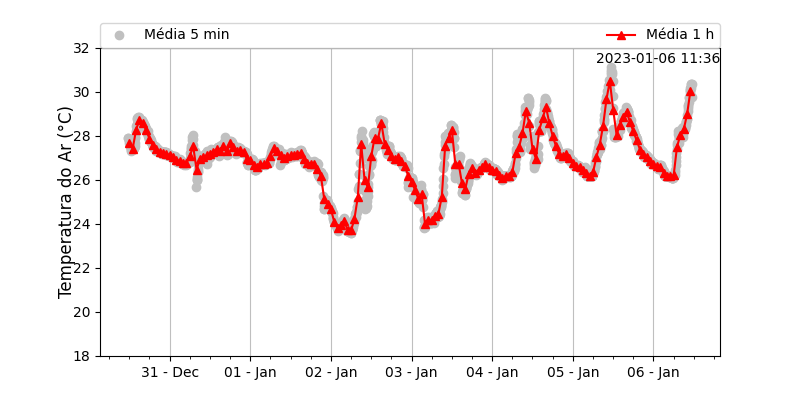 Média 5 min
Média 1 h
2023-01-06 11:36
Temperatura do Ar (°C)
32
30
28
26
24
22
20
18
31 - Dec
01 - Jan
02 - Jan
03 - Jan
04 - Jan
05 - Jan
06 - Jan